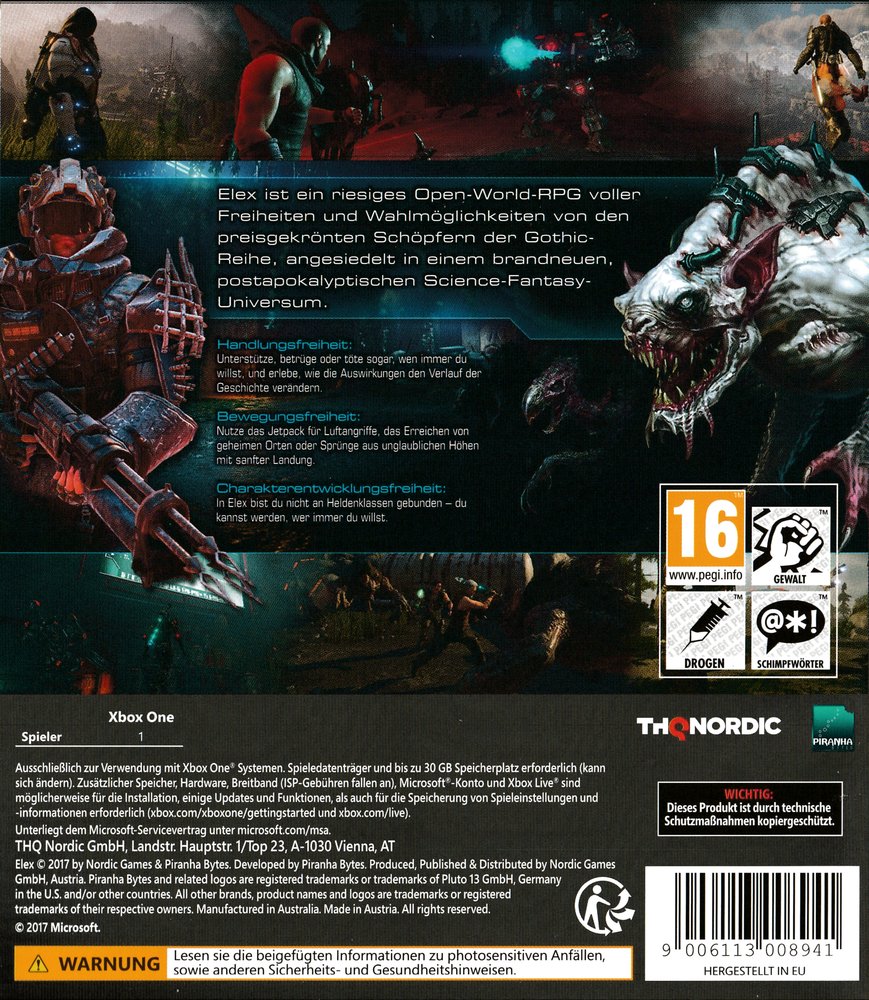 Elex ist ein riesiges Open-World-RPG voller
Freiheiten und Wahlmöglichkeiten von den
preisgekrönten Schöpfern der Gothic-
Reihe, angesiedelt in einem brandneuen,
postapokalyptischen Science-Fantasy-
Universum.
Handlungsfreiheit:
Unterstütze, betrüge oder töte sogar, wen immer du
willst, und erlebe, wie die Auswirkungen den Verlauf der
Geschichte verändern.
Bewegungsfreiheit:
Nutze das Jetpack für Luftangriffe, das Erreichen von
geheimen Orten oder Sprünge aus unglaublichen Höhen
mit sanfter Landung.
Charakterentwicklungsfreiheit:
In Elex bist du nicht an Heldenklassen gebunden – du
kannst werden, wer immer du willst.
16™
www.pegi.info
™
GEWALT
™
DROGEN
™
@*!
SCHIMPFWÖRTER
Xbox One
Spieler 1
THQ NORDIC
PIRANHA
BYTES
Ausschließlich zur Verwendung mit Xbox One® Systemen. Spieledatenträger und bis zu 30 GB Speicherplatz erforderlich (kann
sich ändern). Zusätzlicher Speicher, Hardware, Breitband (ISP-Gebühren fallen an), Microsoft®-Konto und Xbox Live® sind
möglicherweise für die Installation, einige Updates und Funktionen, als auch für die Speicherung von Spieleinstellungen und
-informationen erforderlich (xbox.com/xboxone/gettingstarted und xbox.com/live).
Unterliegt dem Microsoft-Servicevertrag unter microsoft.com/msa.
THQ Nordic GmbH, Landstr. Hauptstr. 1/Top 23, A-1030 Vienna, AT
Elex © 2017 by Nordic Games & Piranha Bytes. Developed by Piranha Bytes. Produced, Published & Distributed by Nordic Games
GmbH, Austria. Piranha Bytes and related logos are registered trademarks or trademarks of Pluto 13 GmbH, Germany
in the U.S. and/or other countries. All other brands, product names and logos are trademarks or registered
trademarks of their respective owners. Manufactured in Australia. Made in Austria. All rights reserved.
© 2017 Microsoft.
WICHTIG:
Dieses Produkt ist durch technische
Schutzmaßnahmen kopiergeschützt.
9 006113 008941
HERGESTELLT IN EU
WARNUNG
Lesen sie die beigefügten Informationen zu photosensitiven Anfällen,
sowie anderen Sicherheits- und Gesundheitshinweisen.